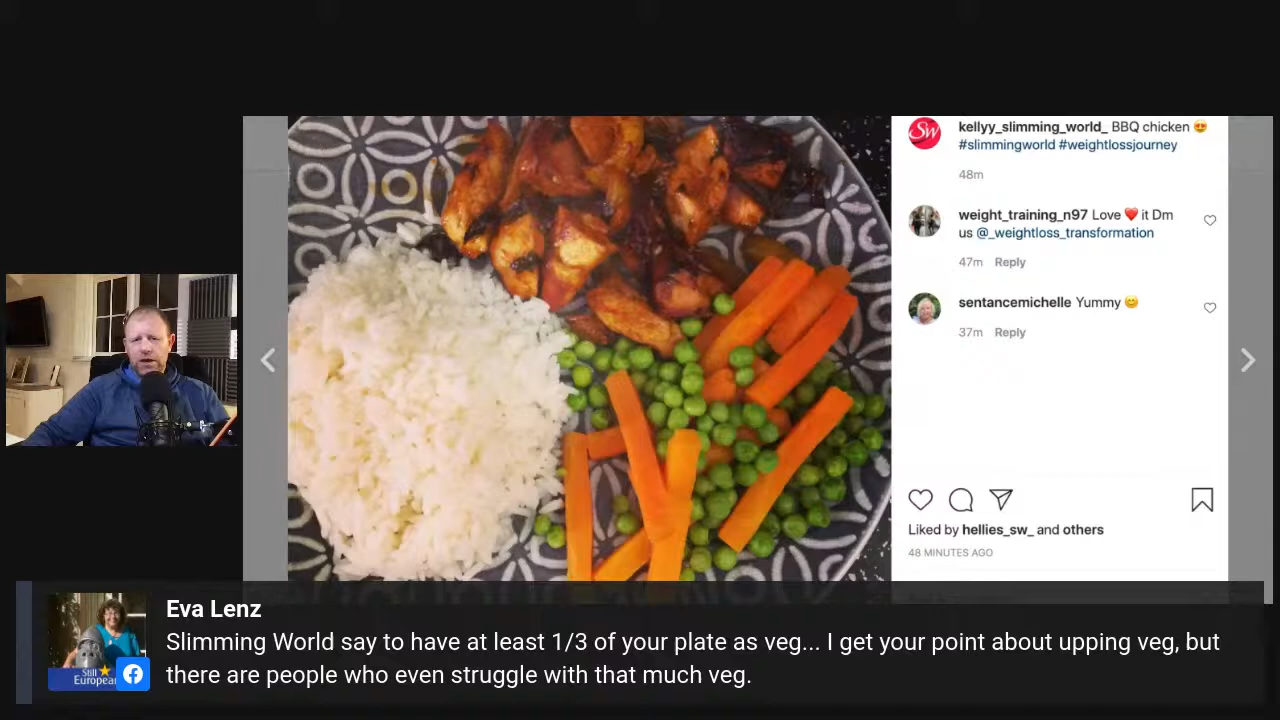 Sw
kellyy_slimming_world_ BBQ chicken 😍
#slimmingworld #weightlossjourney
48m
weight_training_n97 Love ❤️ it Dm
us @_weightloss_transformation
47m Reply
sentancemichelle Yummy 😊
37m Reply
Liked by hellies_sw_ and others
48 MINUTES AGO
Eva Lenz
Slimming World say to have at least 1/3 of your plate as veg... I get your point about upping veg, but
there are people who even struggle with that much veg.
Still
European